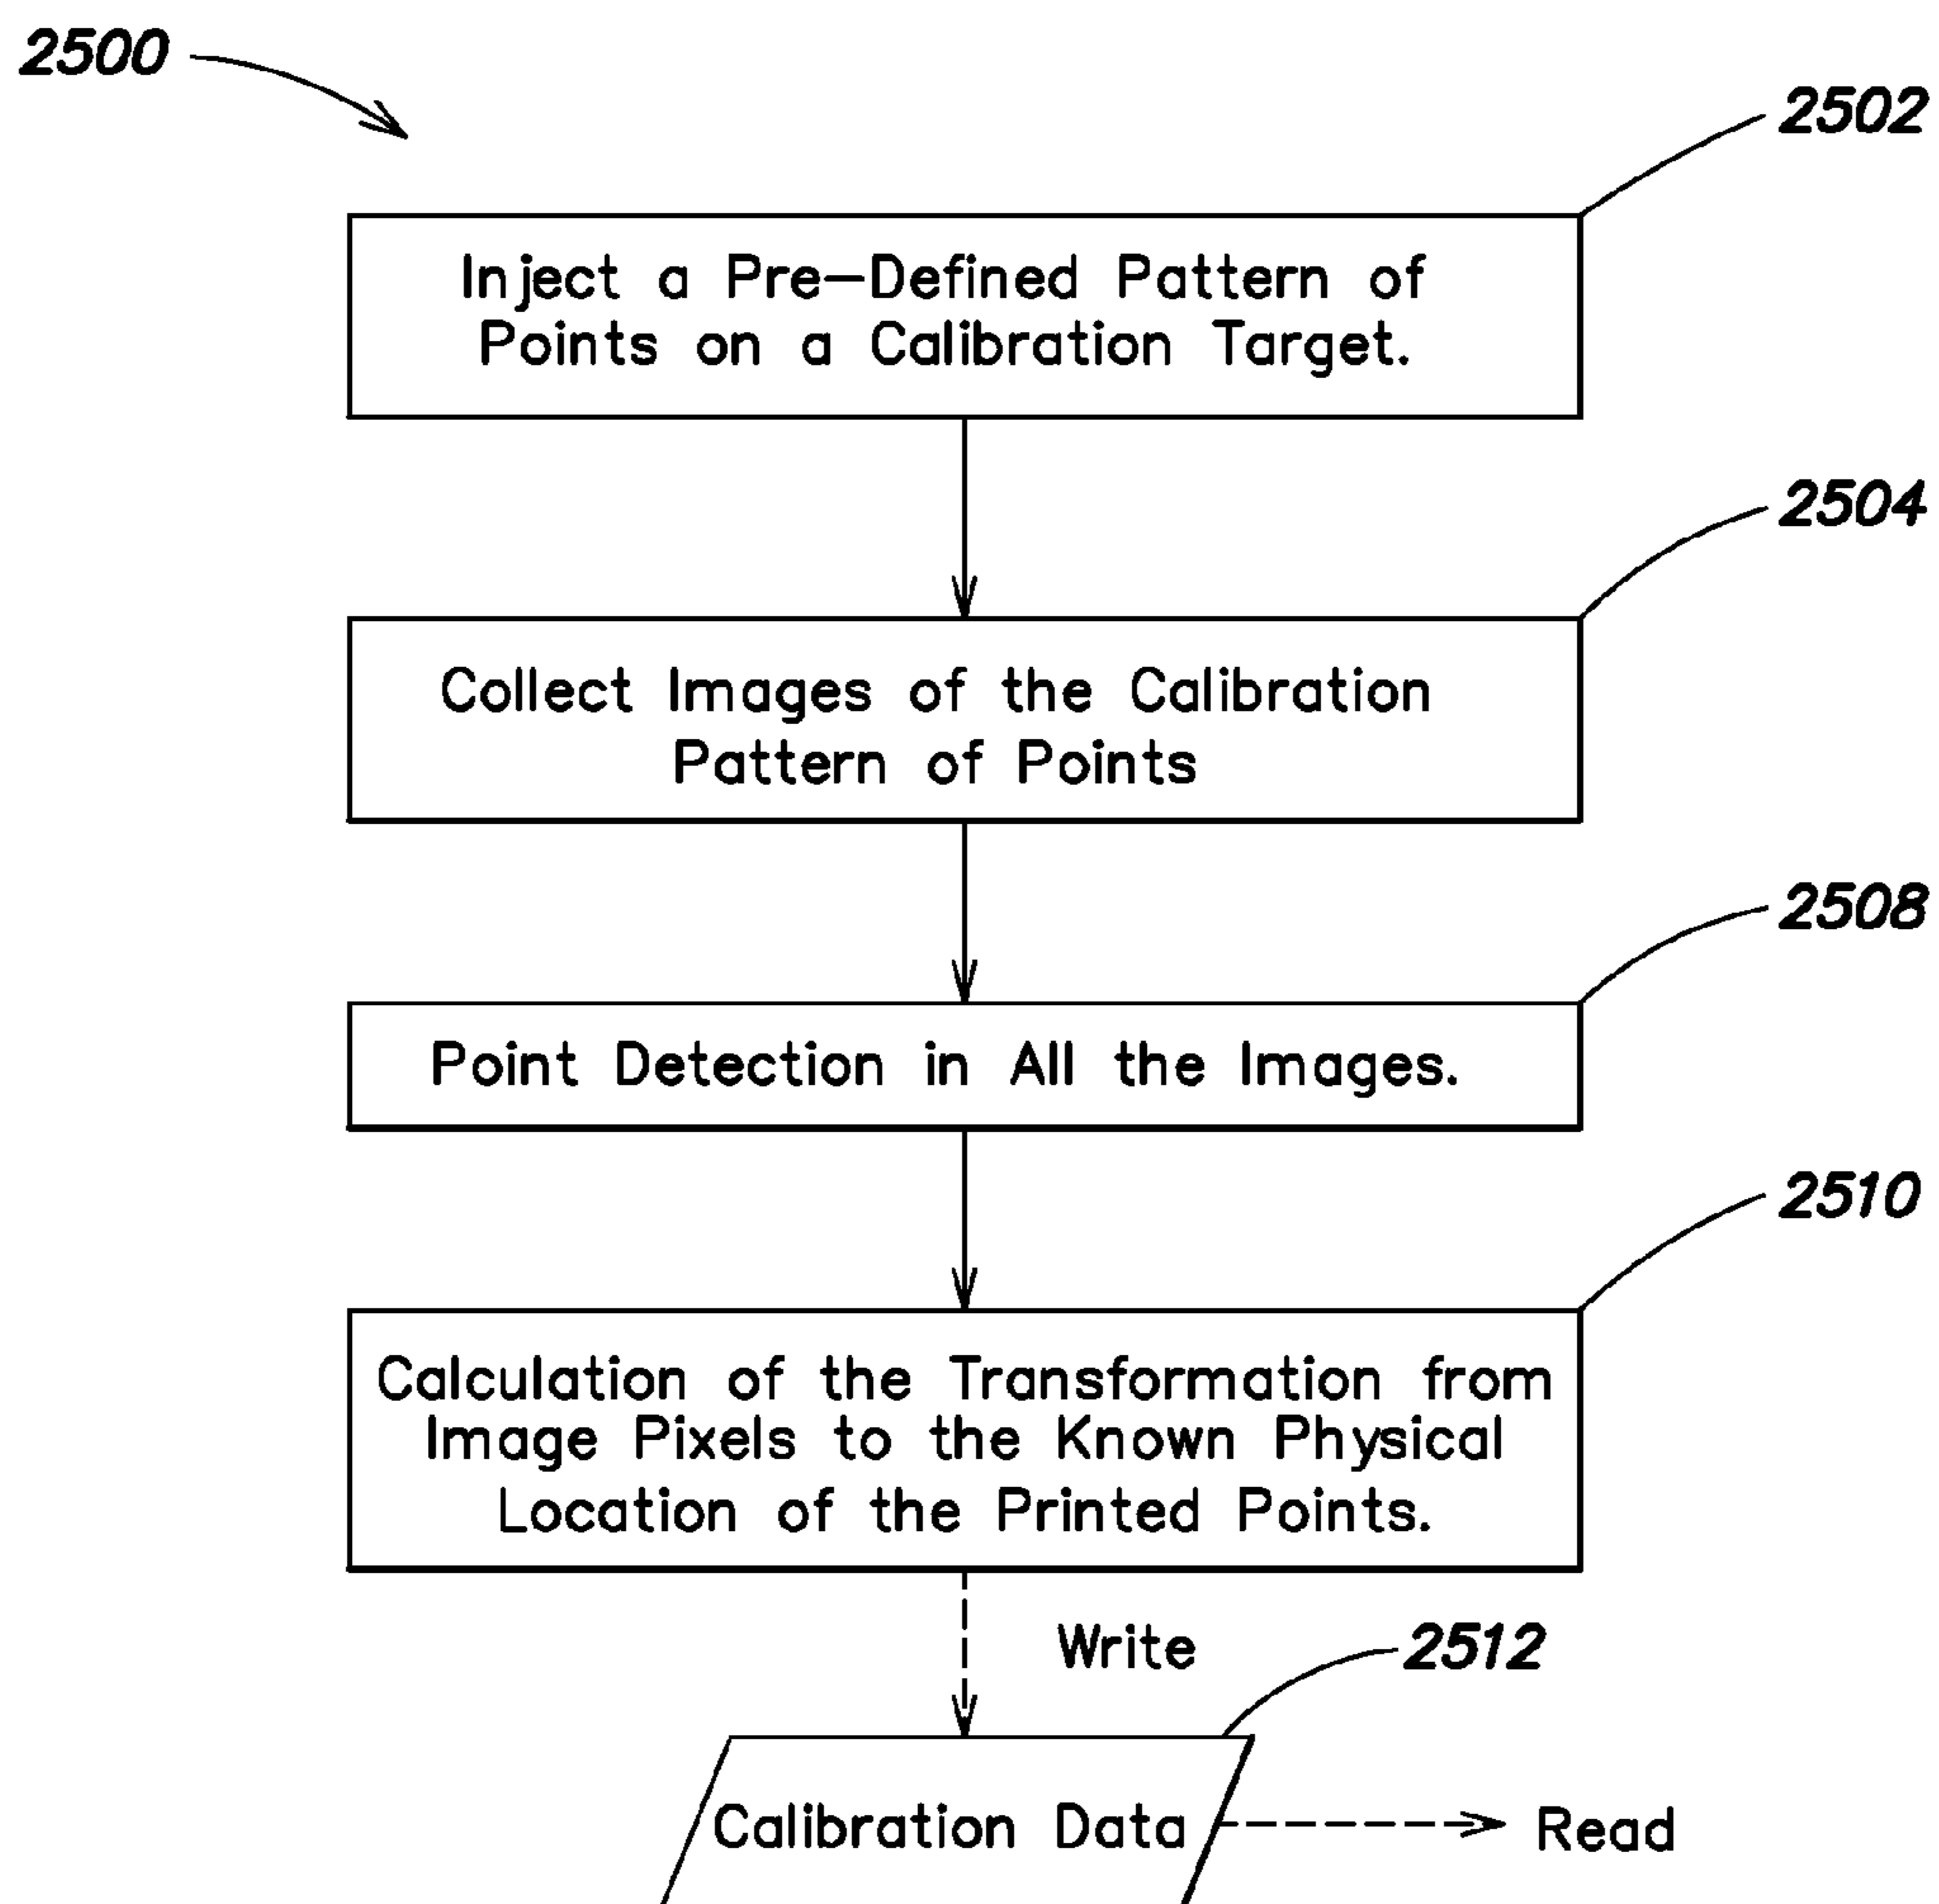 2500
2502
Inject a Pre-Defined Pattern of
Points on a Calibration Target.
2504
Collect Images of the Calibration
Pattern of Points
2508
Point Detection in All the Images.
2510
Calculation of the Transformation from
Image Pixels to the Known Physical
Location of the Printed Points.
Write
2512
Calibration Data
Read